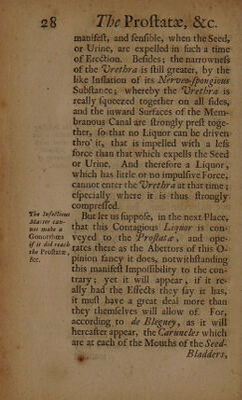 28 The Proſtatæ, &c.
manifeſt, and ſenſible, when the Seed,
or Urine, are expelled in ſuch a time
of Erection. Beſides; the narrowneſs
of the Urethra is ſtill greater, by the
like Inflation of its Nerveo-ſpongious
Subſtance; whereby the Urethra is
really ſqueezed together on all ſides,
and the inward Surfaces of the Mem-
branous Canal are ſtrongly preſt toge-
ther, ſo that no Liquor can be driven
thro' it, that is impelled with a leſs
force than that which expells the Seed
or Urine. And therefore a Liquor,
which has little or no impulſive Force,
cannot enter the Urethra at that time;
eſpecially where it is thus ſtrongly
compreſſed.
The Infectious
Matter can-
not make a
Gonorrhœa
if it did reach
the Proſtatæ,
&c.
But let us ſuppoſe, in the next Place,
that this Contagious Liquor is con-
veyed to the Proſtatæ, and ope-
rates there as the Abettors of this O-
pinion fancy it does, notwithſtanding
this manifeſt Impoſſibility to the con-
trary; yet it will appear, if it re-
ally had the Effects they ſay it has,
it muſt have a great deal more than
they themſelves will allow of. For,
according to de Blegney, as it will
hereafter appear, the Caruncles which
are at each of the Mouths of the Seed-
Bladders,